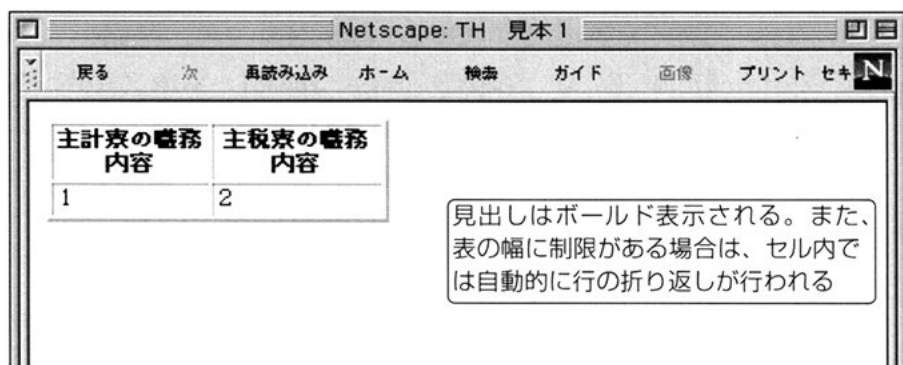 Netscape: TH 見本1
戻る 次 再読み込み ホーム 検索 ガイド 画像 プリント セキ N
主計寮の職務 主税寮の職務
内容 内容
1 2
見出しはボールド表示される。また、
表の幅に制限がある場合は、セル内で
は自動的に行の折り返しが行われる